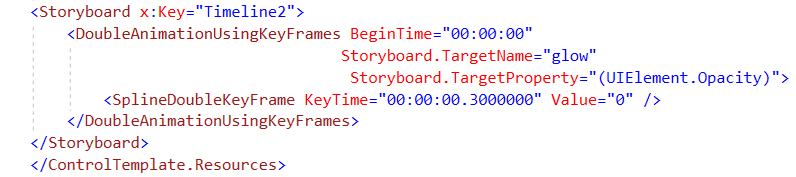 <Storyboard x:Key="Timeline2">
<DoubleAnimationUsingKeyFrames BeginTime="00:00:00"
Storyboard.TargetName="glow"
Storyboard.TargetProperty="(UIElement.Opacity)">
<SplineDoubleKeyFrame KeyTime="00:00:00.3000000" Value="0" />
</DoubleAnimationUsingKeyFrames>
</Storyboard>
</ControlTemplate.Resources>